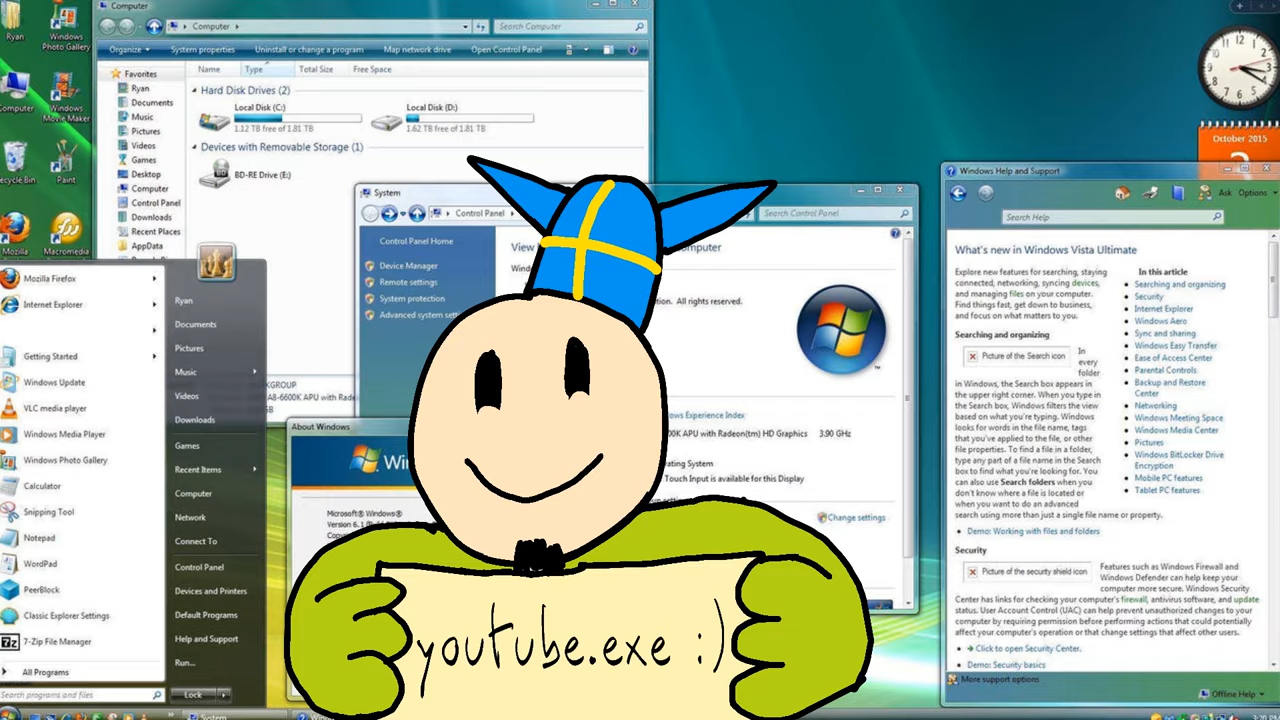 Ryan
Windows
Photo Gallery
Computer
Windows
Movie Maker
Recycle Bin
Paint
Mozilla
Macromedia
Computer
Computer
Search Computer
Organize
System properties
Uninstall or change a program
Map network drive
Open Control Panel
Favorites
Ryan
Documents
Music
Pictures
Videos
Games
Desktop
Computer
Control Panel
Downloads
Recent Places
AppData
Name
Type
Total Size
Free Space
Hard Disk Drives (2)
Local Disk (C:)
1.12 TB free of 1.81 TB
Local Disk (D:)
1.62 TB free of 1.81 TB
Devices with Removable Storage (1)
BD-RE Drive (E:)
System
Control Panel
Search Control Panel
Control Panel Home
Device Manager
Remote settings
System protection
Advanced system sett
View
computer
Wind
tion. All rights reserved.
KGROUP
A8-6600K APU with Rade
GB
ws Experience Index
0K APU with Radeon(tm) HD Graphics 3.90 GHz
rating System
Touch Input is available for this Display
Change settings
About Windows
Win
Microsoft® Windows®
Version 6.1
Mozilla Firefox
Internet Explorer
Getting Started
Windows Update
VLC media player
Windows Media Player
Windows Photo Gallery
Calculator
Snipping Tool
Notepad
WordPad
PeerBlock
Classic Explorer Settings
7-Zip File Manager
All Programs
Search programs and files
Ryan
Documents
Pictures
Music
Videos
Downloads
Games
Recent Items
Computer
Network
Connect To
Control Panel
Devices and Printers
Default Programs
Help and Support
Run...
Lock
System
youtube.exe :)
12
1
2
3
4
5
6
7
8
9
10
11
October 2015
Windows Help and Support
Ask
Options
Search Help
What's new in Windows Vista Ultimate
Explore new features for searching, staying
connected, networking, syncing devices,
and managing files on your computer.
Find things fast, get down to business,
and focus on what matters to you.
In this article
Searching and organizing
Security
Internet Explorer
Windows Aero
Sync and sharing
Windows Easy Transfer
Ease of Access Center
Parental Controls
Backup and Restore
Center
Networking
Windows Meeting Space
Windows Media Center
Pictures
Windows BitLocker Drive
Encryption
Mobile PC features
Tablet PC features
Searching and organizing
Picture of the Search icon
In
every
folder
in Windows, the Search box appears in
the upper right corner. When you type in
the Search box, Windows filters the view
based on what you're typing. Windows
looks for words in the file name, tags
that you've applied to the file, or other
file properties. To find a file in a folder,
type any part of a file name in the Search
box to find what you're looking for. You
can also use Search folders when you
don't know where a file is located or
when you want to do an advanced
search using more than just a single file name or property.
Demo: Working with files and folders
Security
Picture of the security shield icon
Features such as Windows Firewall and
Windows Defender can help keep your
computer more secure. Windows Security
Center has links for checking your computer's firewall, antivirus software, and update
status. User Account Control (UAC) can help prevent unauthorized changes to your
computer by requiring permission before performing actions that could potentially
affect your computer's operation or that change settings that affect other users.
Click to open Security Center.
Demo: Security basics
More support options
Offline Help